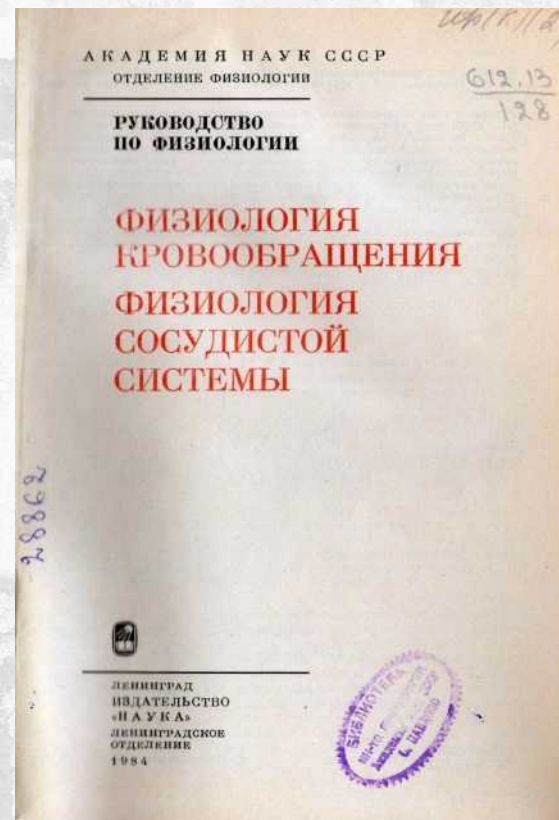 612.13
128
АКАДЕМИЯ НАУК СССР
ОТДЕЛЕНИЕ ФИЗИОЛОГИИ
РУКОВОДСТВО
ПО ФИЗИОЛОГИИ
ФИЗИОЛОГИЯ
КРОВООБРАЩЕНИЯ
ФИЗИОЛОГИЯ
СОСУДИСТОЙ
СИСТЕМЫ
28862
ЛЕНИНГРАД
ИЗДАТЕЛЬСТВО
«НАУКА»
ЛЕНИНГРАДСКОЕ
ОТДЕЛЕНИЕ
1984
БИБЛИОТЕКА